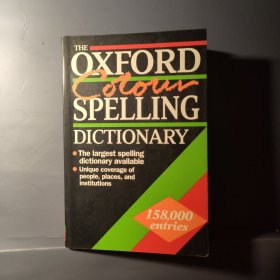 THE
OXFORD
Colour
SPELLING
DICTIONARY
• The largest spelling
dictionary available
• Unique coverage of
people, places, and
institutions
158,000
entries